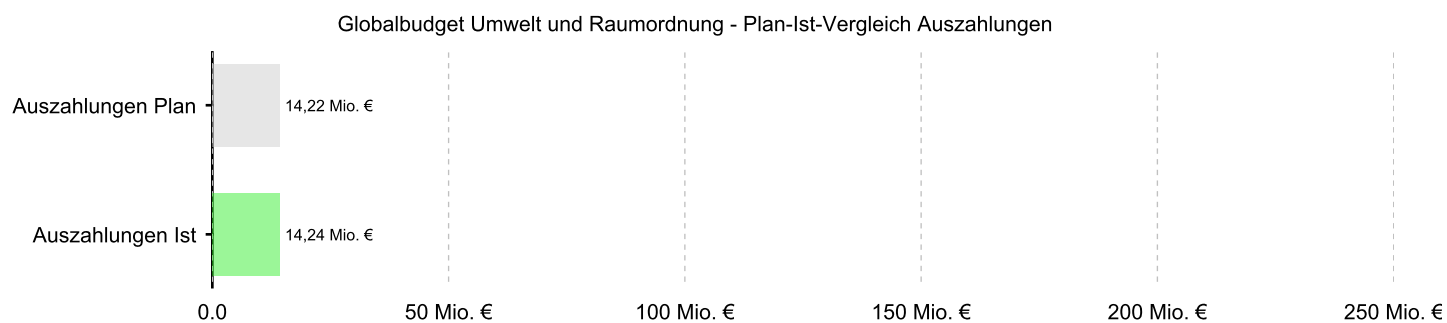 Globalbudget Umwelt und Raumordnung - Plan-Ist-Vergleich Auszahlungen
Auszahlungen Plan
14,22 Mio. €
Auszahlungen Ist
14,24 Mio. €
0.0 50 Mio. € 100 Mio. € 150 Mio. € 200 Mio. € 250 Mio. €